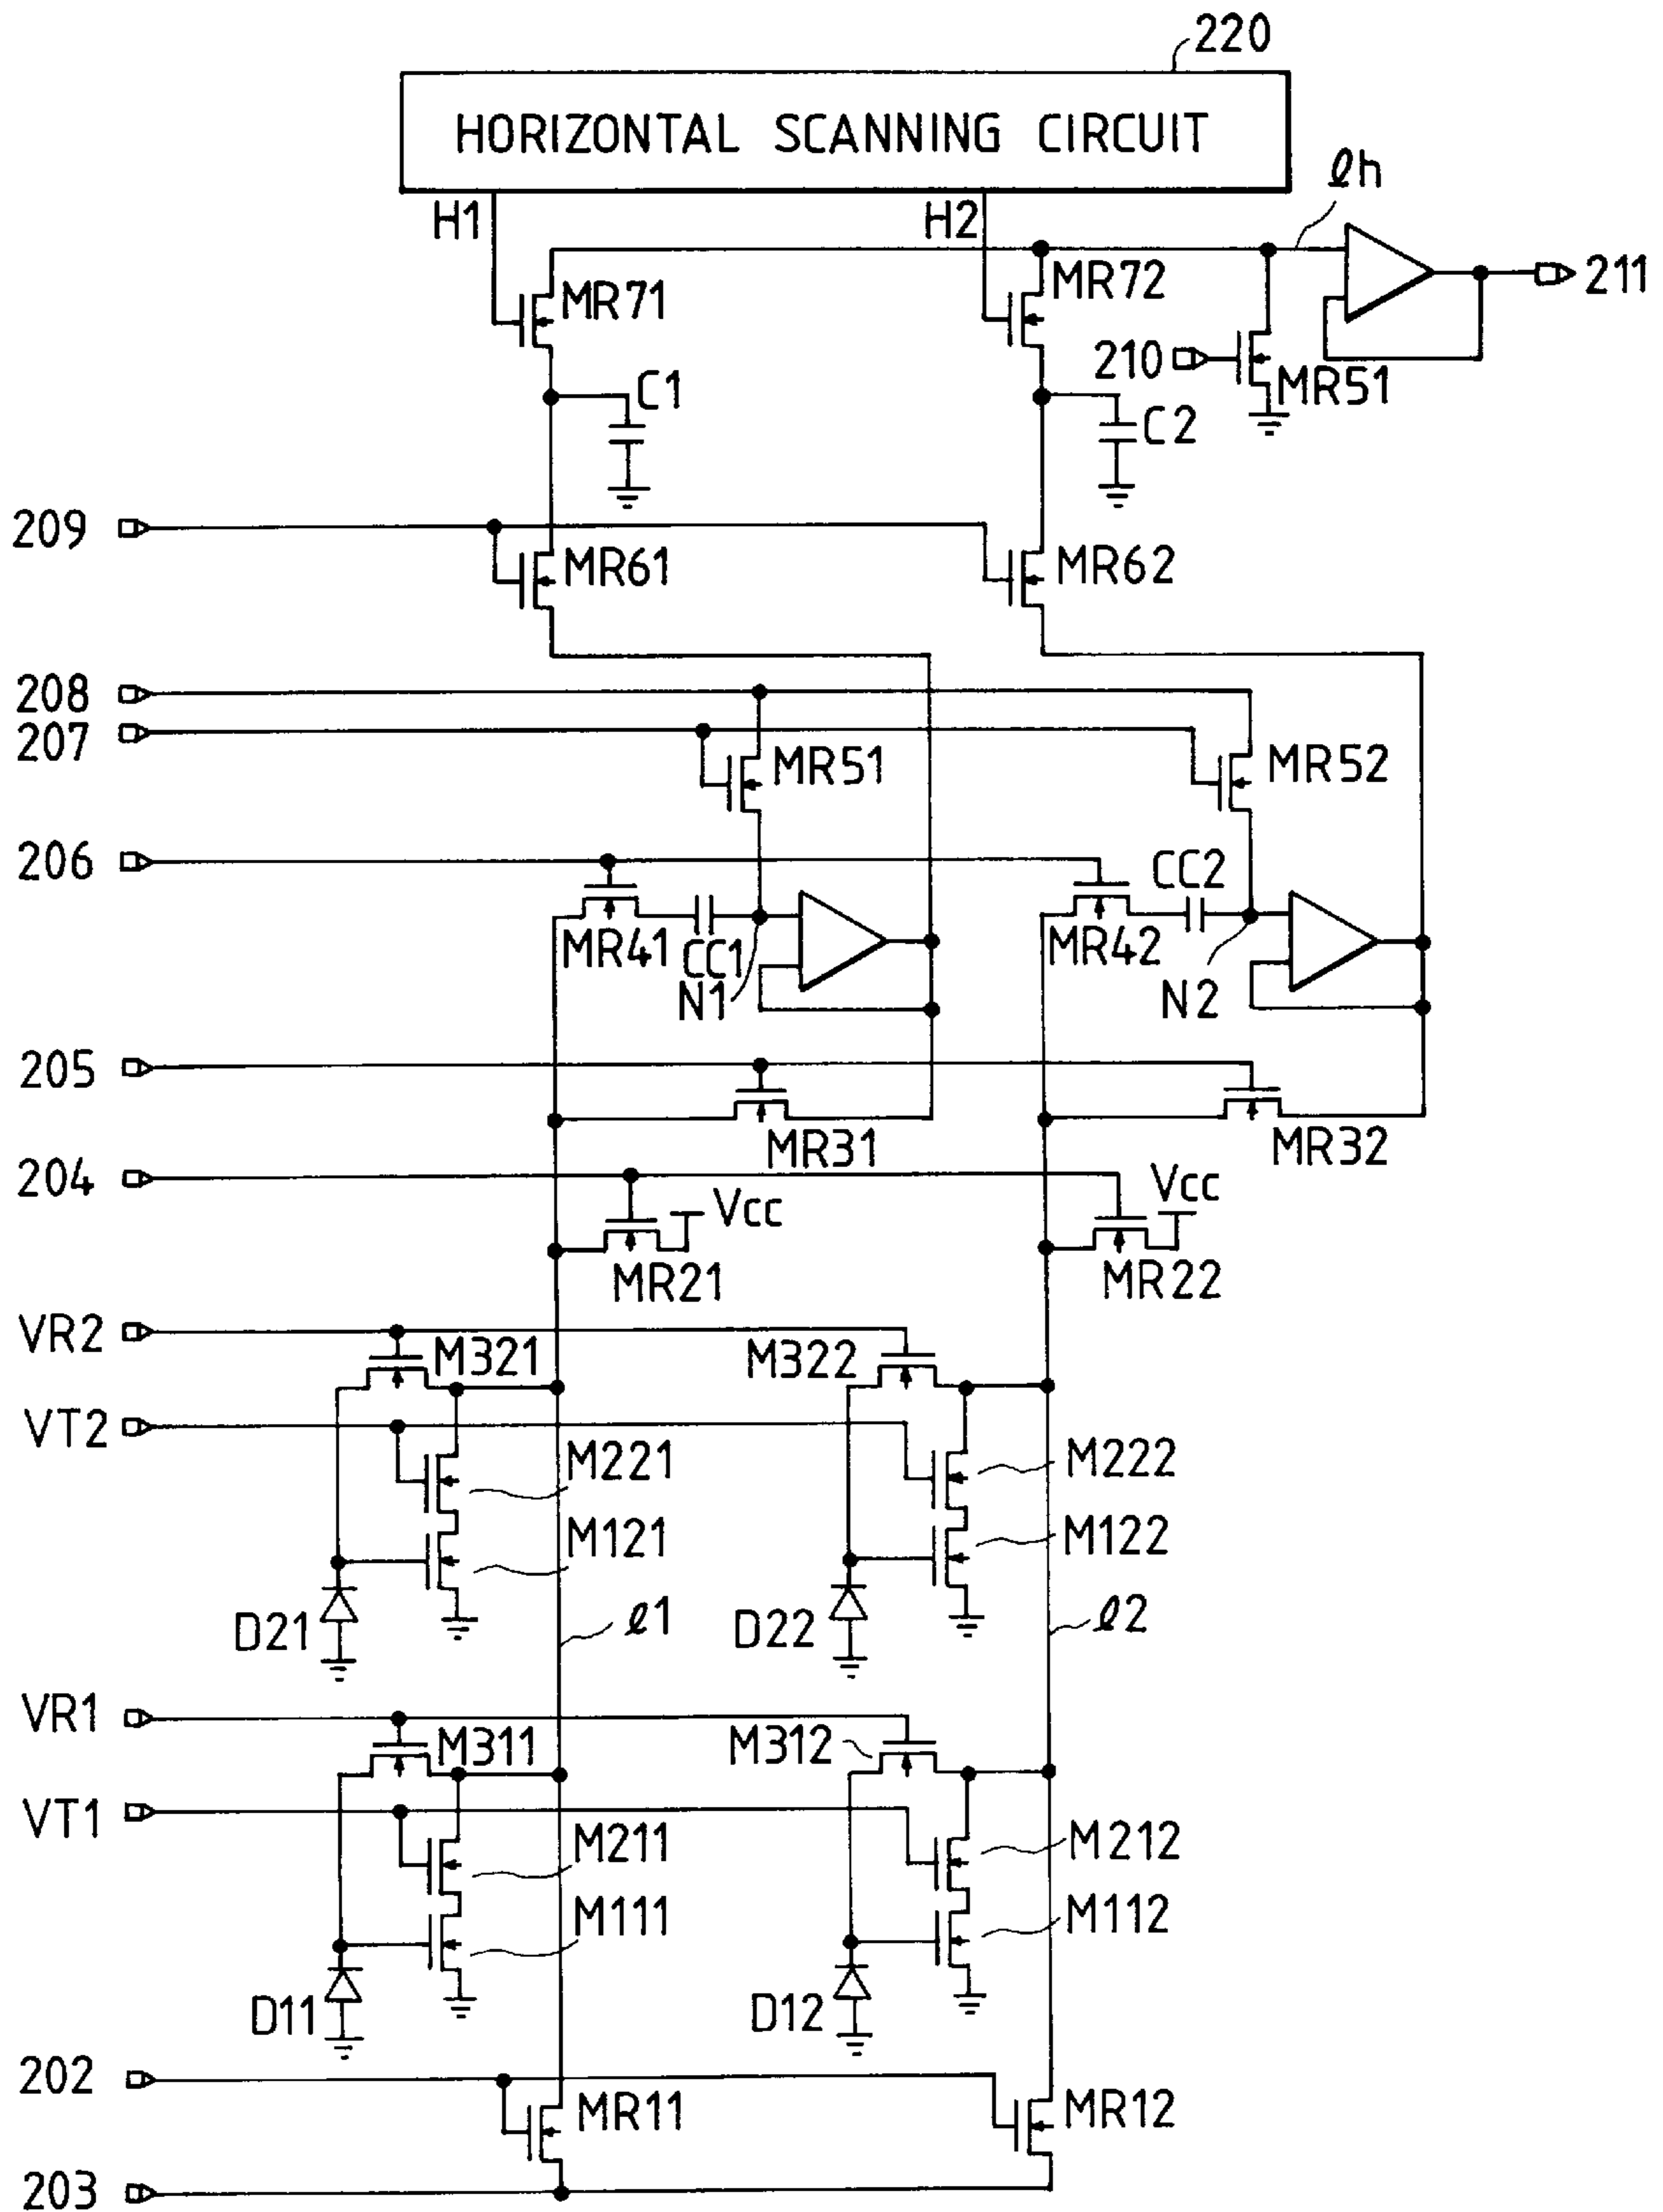 220
HORIZONTAL SCANNING CIRCUIT
ℓh
H1
H2
MR71
MR72
211
210
MR51
C1
C2
209
MR61
MR62
208
207
MR51
MR52
206
CC2
MR41
CC1
MR42
N1
N2
205
MR31
MR32
204
Vcc
Vcc
MR21
MR22
VR2
M321
M322
VT2
M221
M222
M121
M122
D21
ℓ1
D22
ℓ2
VR1
M311
M312
VT1
M211
M212
M111
M112
D11
D12
202
MR11
MR12
203